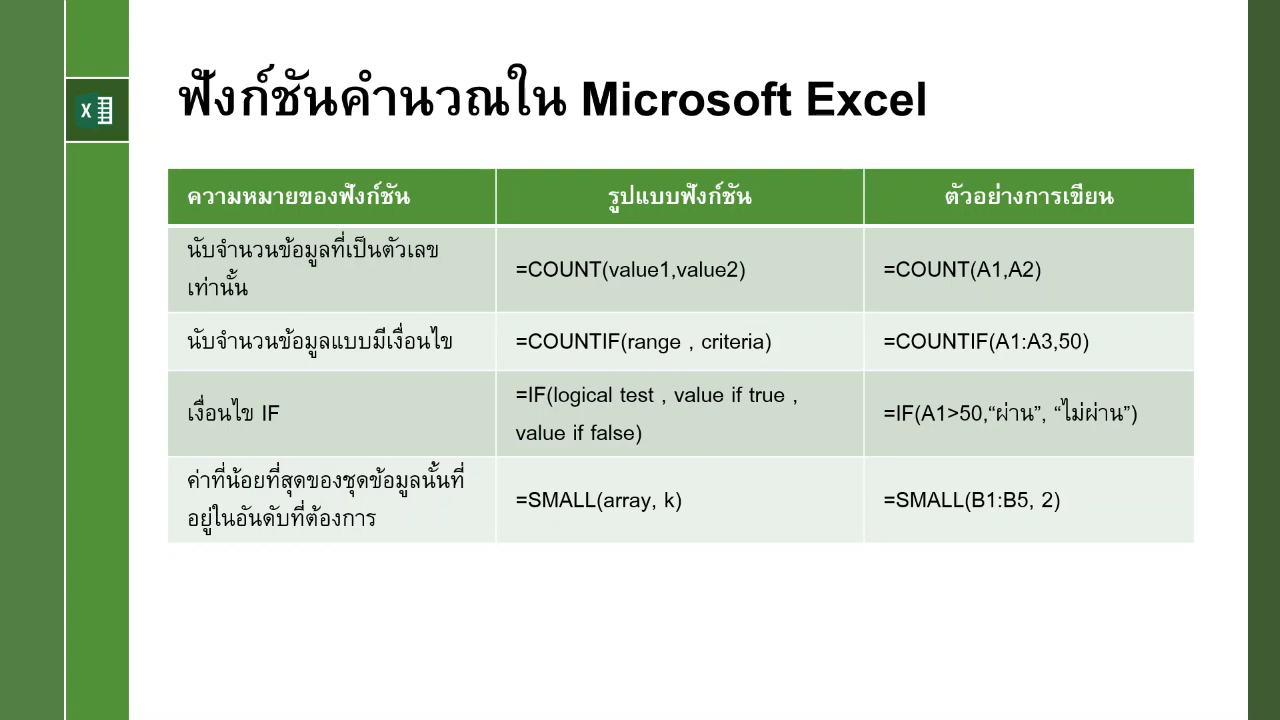 ฟังก์ชันคำนวณใน Microsoft Excel
ความหมายของฟังก์ชัน
รูปแบบฟังก์ชัน
ตัวอย่างการเขียน
นับจำนวนข้อมูลที่เป็นตัวเลข
เท่านั้น
=COUNT(value1,value2)
=COUNT(A1,A2)
นับจำนวนข้อมูลแบบมีเงื่อนไข
=COUNTIF(range , criteria)
=COUNTIF(A1:A3,50)
เงื่อนไข IF
=IF(logical test , value if true ,
value if false)
=IF(A1>50,“ผ่าน”, “ไม่ผ่าน”)
ค่าที่น้อยที่สุดของชุดข้อมูลนั้นที่
อยู่ในอันดับที่ต้องการ
=SMALL(array, k)
=SMALL(B1:B5, 2)
X